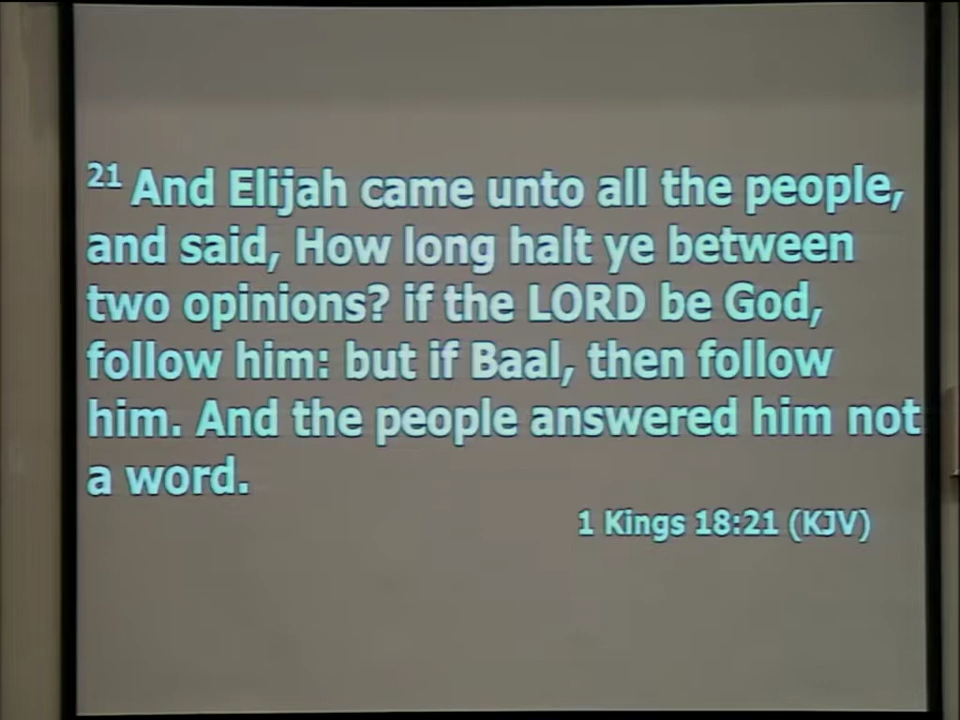 21 And Elijah came unto all the people,
and said, How long halt ye between
two opinions? if the LORD be God,
follow him: but if Baal, then follow
him. And the people answered him not
a word.
1 Kings 18:21 (KJV)